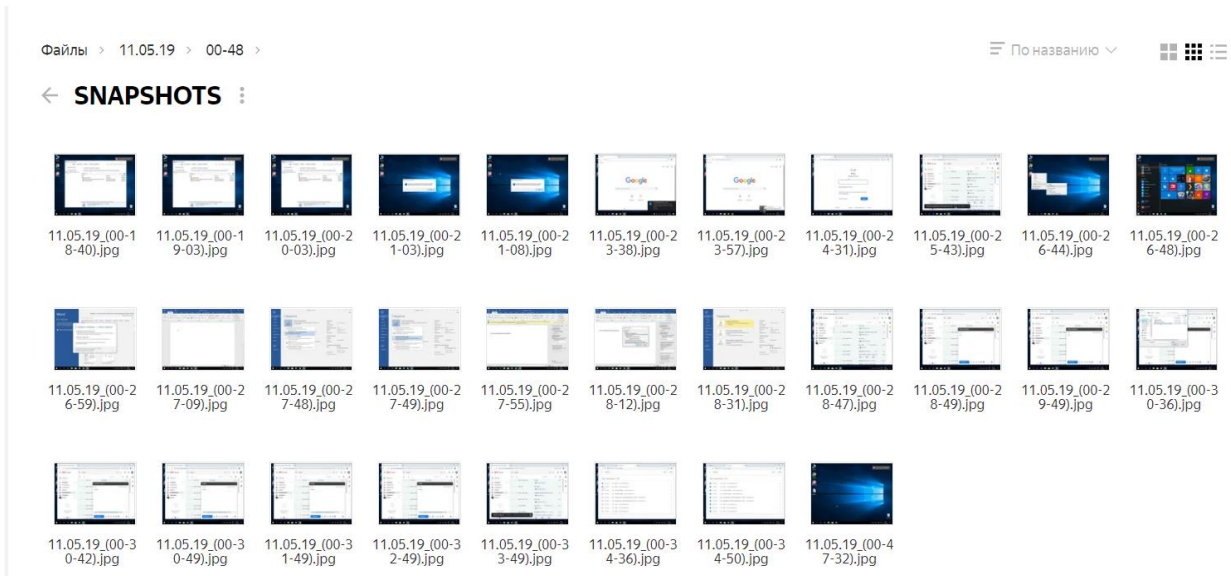 Файлы > 11.05.19 > 00-48 >
По названию
← SNAPSHOTS
11.05.19_(00-1 11.05.19_(00-1 11.05.19_(00-2 11.05.19_(00-2 11.05.19_(00-2 11.05.19_(00-2 11.05.19_(00-2 11.05.19_(00-2 11.05.19_(00-2 11.05.19_(00-2 11.05.19_(00-2
8-40).jpg 9-03).jpg 0-03).jpg 1-03).jpg 1-08).jpg 3-38).jpg 3-57).jpg 4-31).jpg 5-43).jpg 6-44).jpg 6-48).jpg
11.05.19_(00-2 11.05.19_(00-2 11.05.19_(00-2 11.05.19_(00-2 11.05.19_(00-2 11.05.19_(00-2 11.05.19_(00-2 11.05.19_(00-2 11.05.19_(00-2 11.05.19_(00-2 11.05.19_(00-3
6-59).jpg 7-09).jpg 7-48).jpg 7-49).jpg 7-55).jpg 8-12).jpg 8-31).jpg 8-47).jpg 8-49).jpg 9-49).jpg 0-36).jpg
11.05.19_(00-3 11.05.19_(00-3 11.05.19_(00-3 11.05.19_(00-3 11.05.19_(00-3 11.05.19_(00-3 11.05.19_(00-3 11.05.19_(00-4
0-42).jpg 0-49).jpg 1-49).jpg 2-49).jpg 3-49).jpg 4-36).jpg 4-50).jpg 7-32).jpg
Google
Google